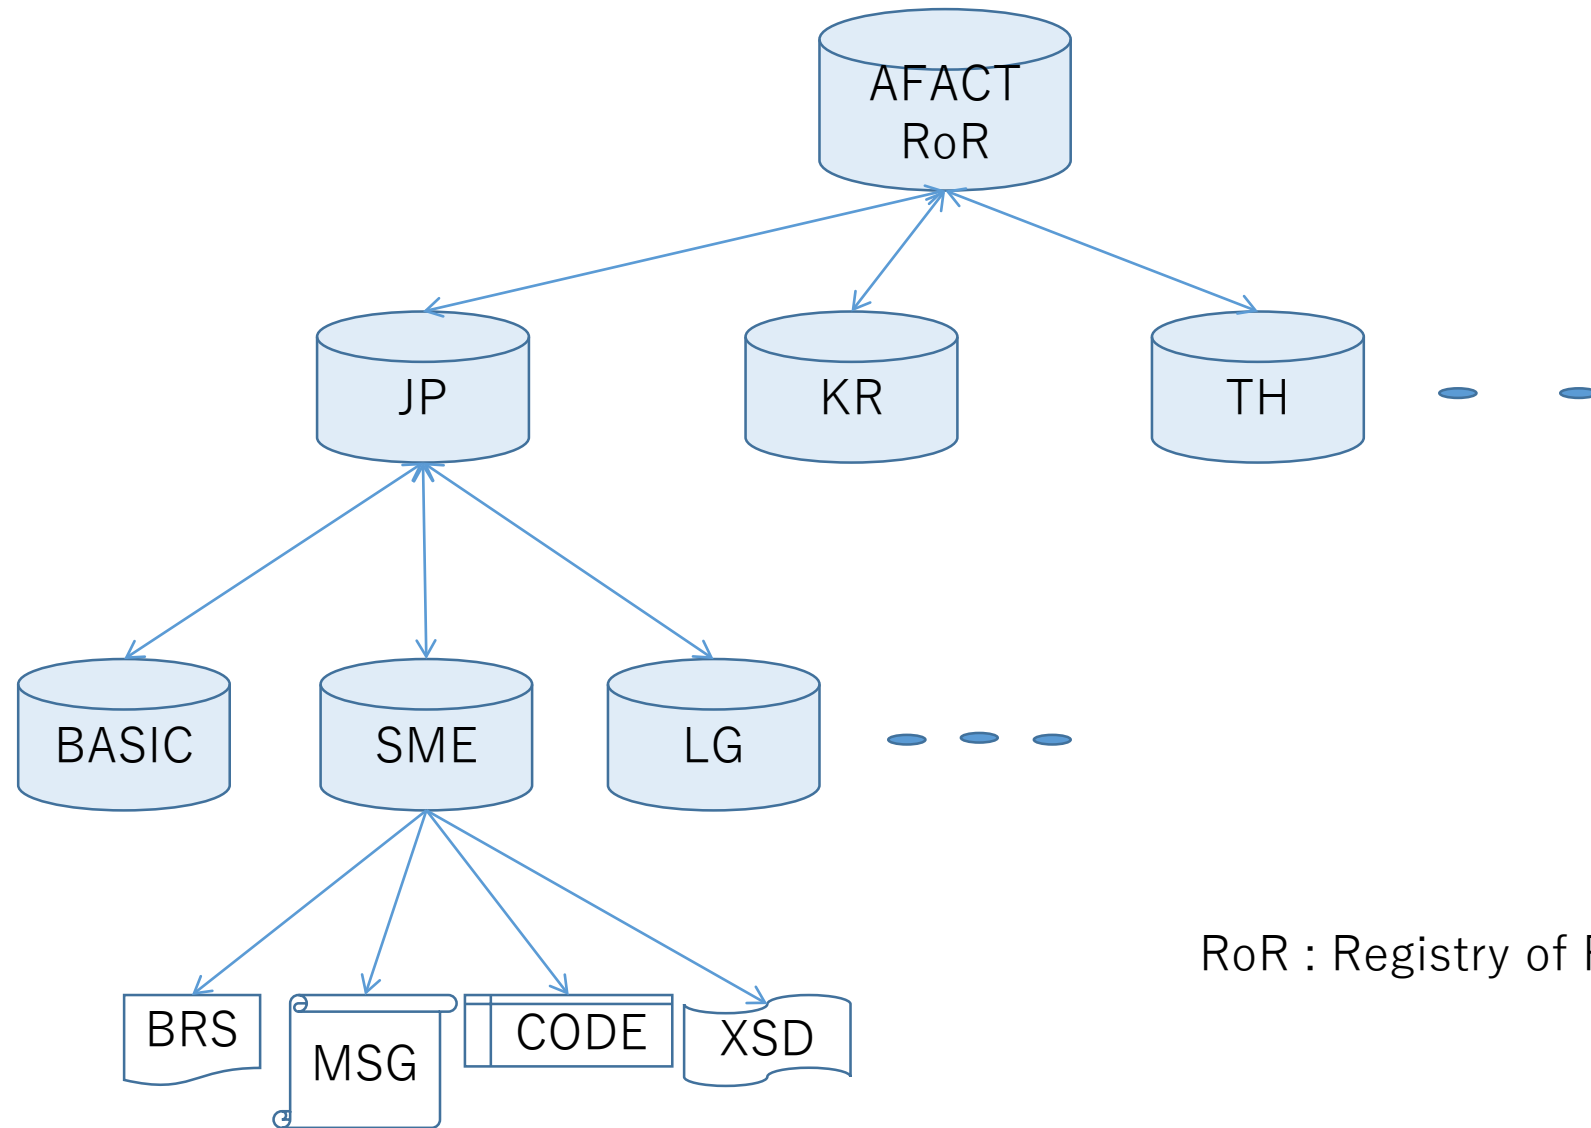 AFACT
RoR
JP
KR
TH
BASIC
SME
LG
RoR : Registry of
BRS
MSG
CODE
XSD